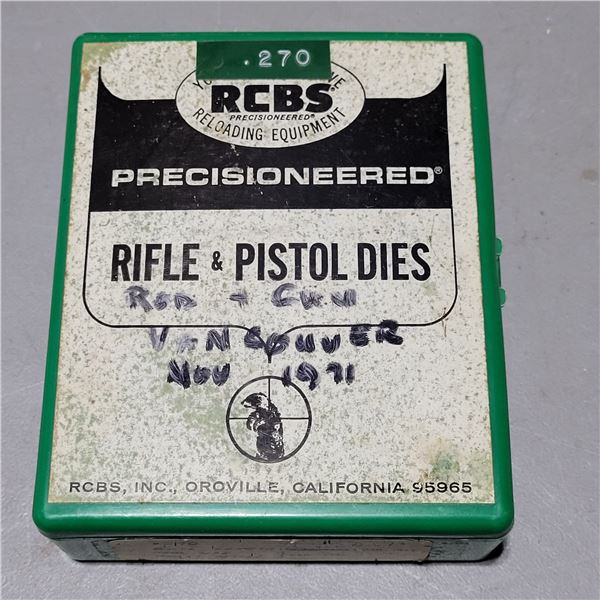 .270
RCBS®
PRECISIONEERED®
RELOADING EQUIPMENT
PRECISIONEERED®
RIFLE & PISTOL DIES
ROD - GUN
VANCOUVER
NOV 1971
RCBS, INC., OROVILLE, CALIFORNIA 95965